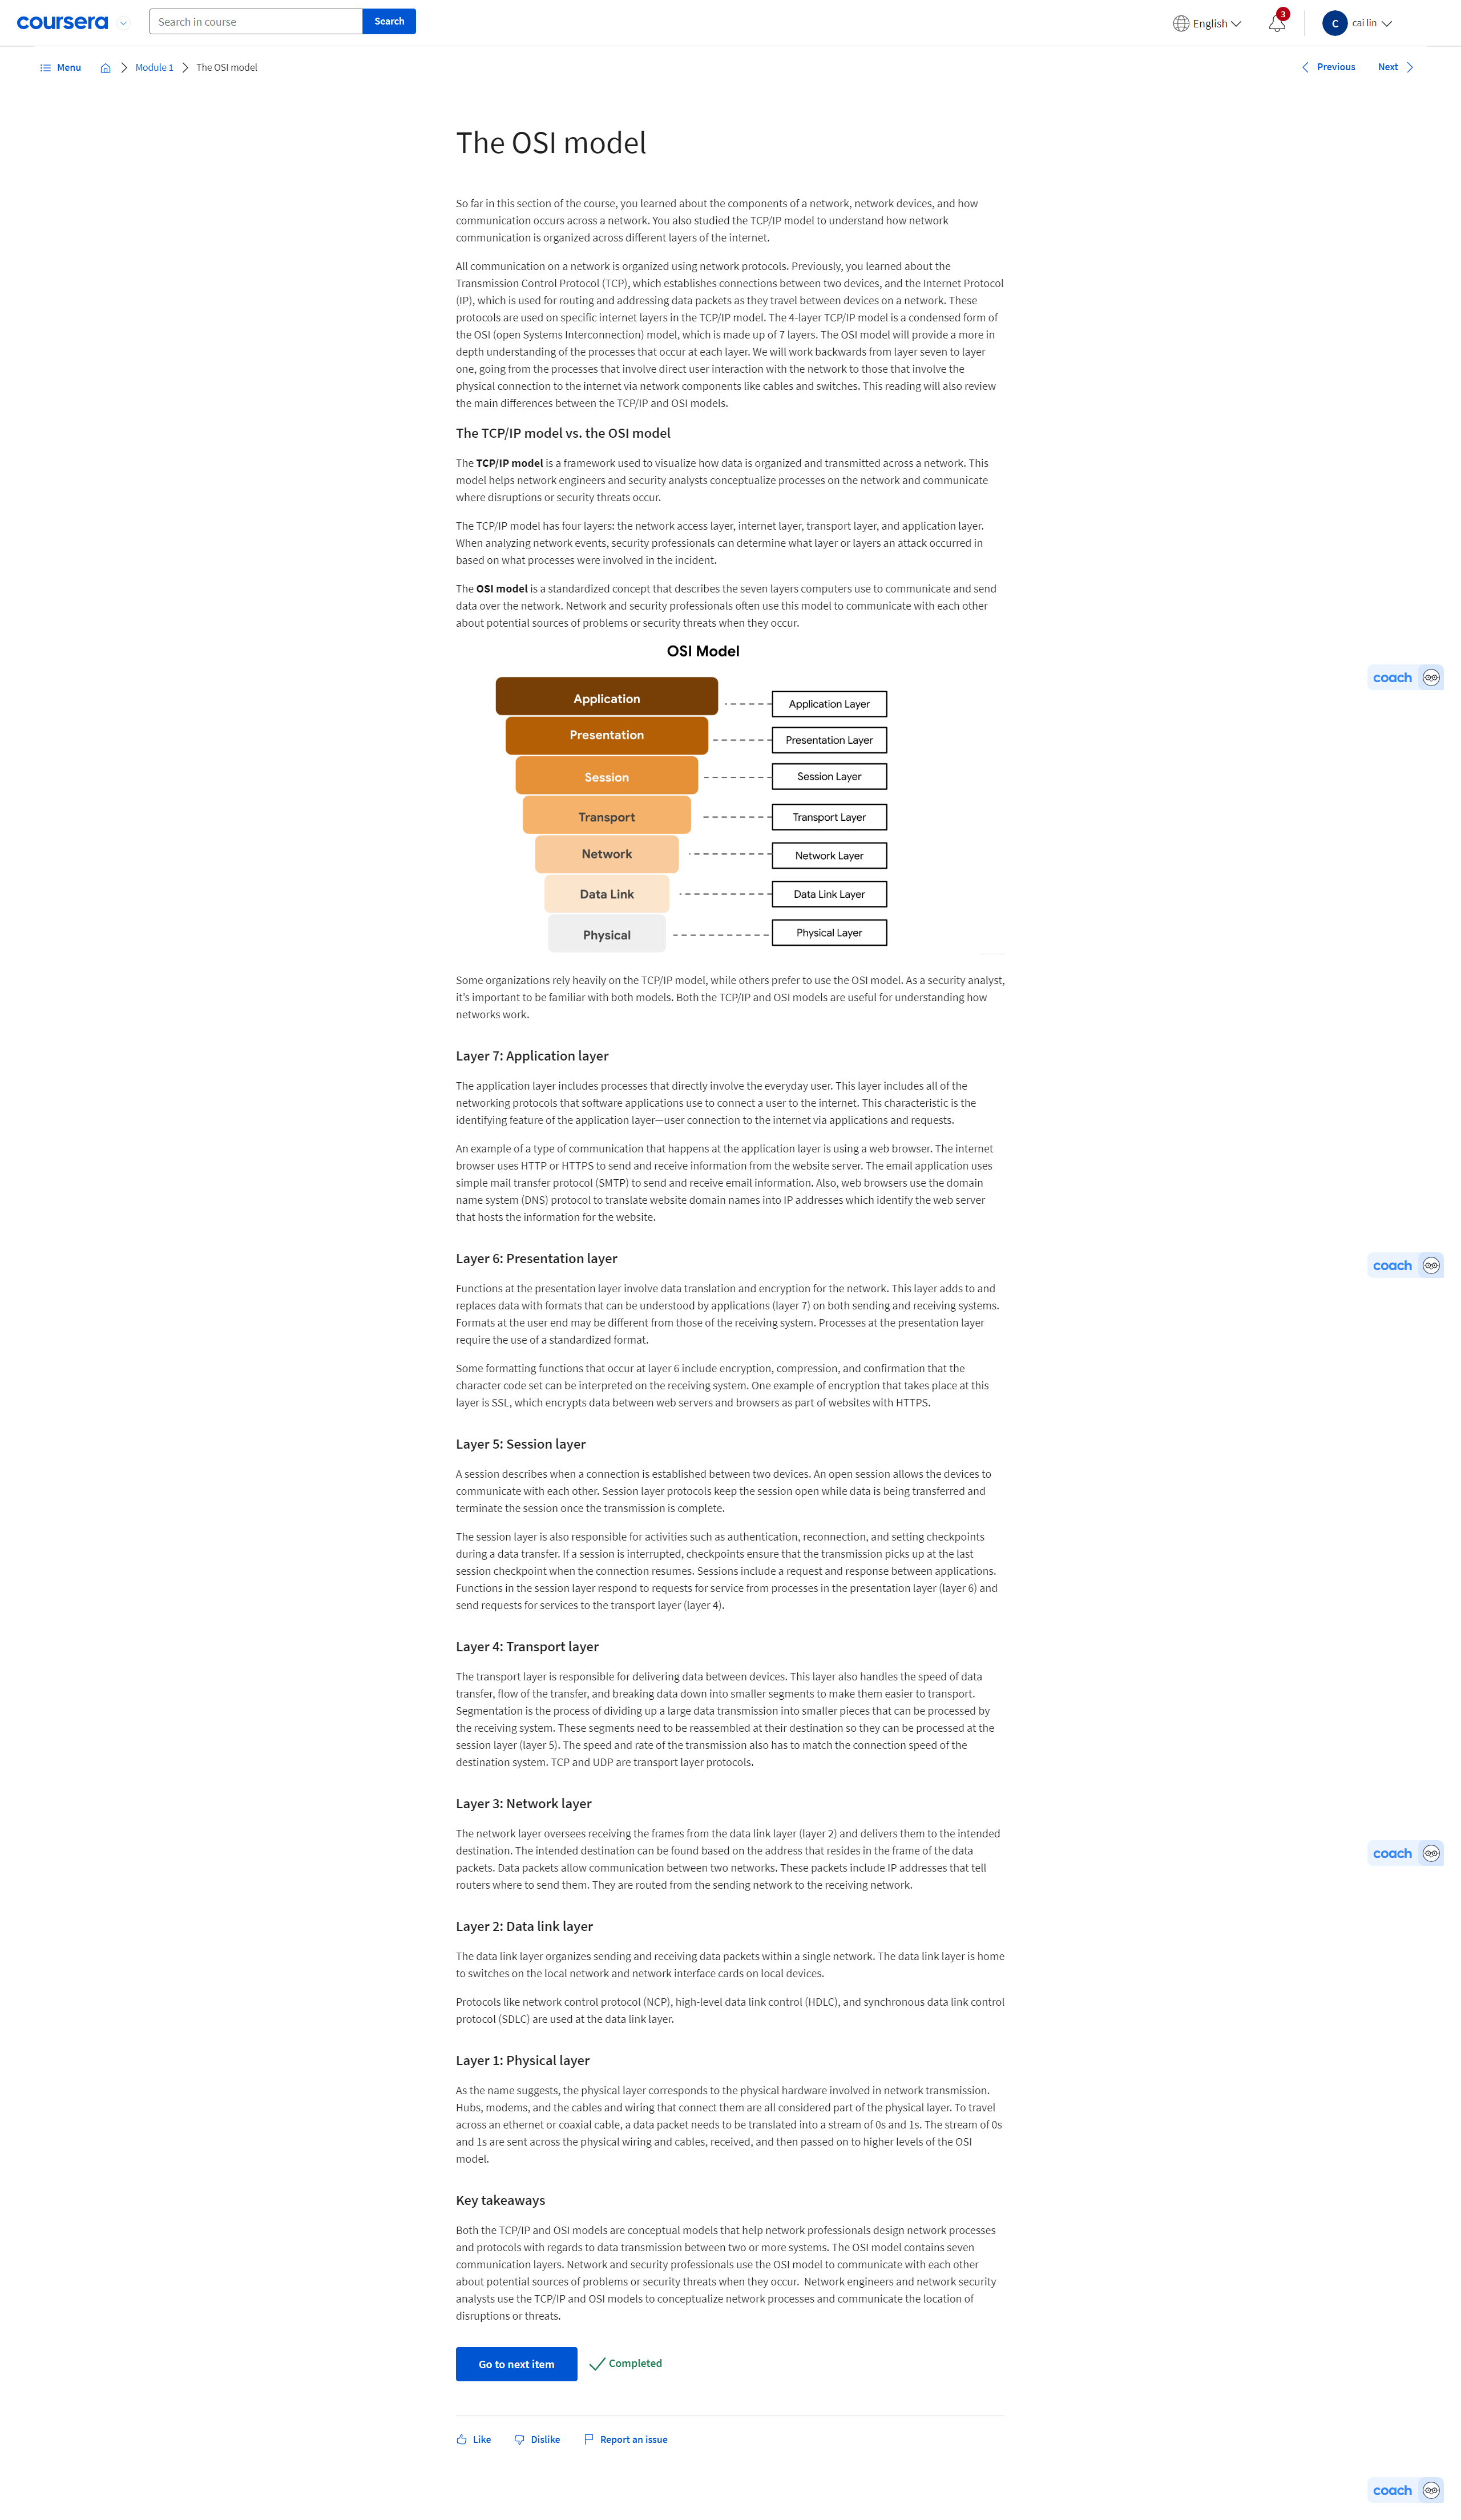 coursera
Search in course
Search
English
3
C
cai lin
Menu
Module 1
The OSI model
Previous
Next
The OSI model
So far in this section of the course, you learned about the components of a network, network devices, and how
communication occurs across a network. You also studied the TCP/IP model to understand how network
communication is organized across different layers of the internet.
All communication on a network is organized using network protocols. Previously, you learned about the
Transmission Control Protocol (TCP), which establishes connections between two devices, and the Internet Protocol
(IP), which is used for routing and addressing data packets as they travel between devices on a network. These
protocols are used on specific internet layers in the TCP/IP model. The 4-layer TCP/IP model is a condensed form of
the OSI (open Systems Interconnection) model, which is made up of 7 layers. The OSI model will provide a more in
depth understanding of the processes that occur at each layer. We will work backwards from layer seven to layer
one, going from the processes that involve direct user interaction with the network to those that involve the
physical connection to the internet via network components like cables and switches. This reading will also review
the main differences between the TCP/IP and OSI models.
The TCP/IP model vs. the OSI model
The TCP/IP model is a framework used to visualize how data is organized and transmitted across a network. This
model helps network engineers and security analysts conceptualize processes on the network and communicate
where disruptions or security threats occur.
The TCP/IP model has four layers: the network access layer, internet layer, transport layer, and application layer.
When analyzing network events, security professionals can determine what layer or layers an attack occurred in
based on what processes were involved in the incident.
The OSI model is a standardized concept that describes the seven layers computers use to communicate and send
data over the network. Network and security professionals often use this model to communicate with each other
about potential sources of problems or security threats when they occur.
OSI Model
Application
Application Layer
Presentation
Presentation Layer
Session
Session Layer
Transport
Transport Layer
Network
Network Layer
Data Link
Data Link Layer
Physical
Physical Layer
coach
Some organizations rely heavily on the TCP/IP model, while others prefer to use the OSI model. As a security analyst,
it's important to be familiar with both models. Both the TCP/IP and OSI models are useful for understanding how
networks work.
Layer 7: Application layer
The application layer includes processes that directly involve the everyday user. This layer includes all of the
networking protocols that software applications use to connect a user to the internet. This characteristic is the
identifying feature of the application layer—user connection to the internet via applications and requests.
An example of a type of communication that happens at the application layer is using a web browser. The internet
browser uses HTTP or HTTPS to send and receive information from the website server. The email application uses
simple mail transfer protocol (SMTP) to send and receive email information. Also, web browsers use the domain
name system (DNS) protocol to translate website domain names into IP addresses which identify the web server
that hosts the information for the website.
Layer 6: Presentation layer
coach
Functions at the presentation layer involve data translation and encryption for the network. This layer adds to and
replaces data with formats that can be understood by applications (layer 7) on both sending and receiving systems.
Formats at the user end may be different from those of the receiving system. Processes at the presentation layer
require the use of a standardized format.
Some formatting functions that occur at layer 6 include encryption, compression, and confirmation that the
character code set can be interpreted on the receiving system. One example of encryption that takes place at this
layer is SSL, which encrypts data between web servers and browsers as part of websites with HTTPS.
Layer 5: Session layer
A session describes when a connection is established between two devices. An open session allows the devices to
communicate with each other. Session layer protocols keep the session open while data is being transferred and
terminate the session once the transmission is complete.
The session layer is also responsible for activities such as authentication, reconnection, and setting checkpoints
during a data transfer. If a session is interrupted, checkpoints ensure that the transmission picks up at the last
session checkpoint when the connection resumes. Sessions include a request and response between applications.
Functions in the session layer respond to requests for service from processes in the presentation layer (layer 6) and
send requests for services to the transport layer (layer 4).
Layer 4: Transport layer
The transport layer is responsible for delivering data between devices. This layer also handles the speed of data
transfer, flow of the transfer, and breaking data down into smaller segments to make them easier to transport.
Segmentation is the process of dividing up a large data transmission into smaller pieces that can be processed by
the receiving system. These segments need to be reassembled at their destination so they can be processed at the
session layer (layer 5). The speed and rate of the transmission also has to match the connection speed of the
destination system. TCP and UDP are transport layer protocols.
Layer 3: Network layer
The network layer oversees receiving the frames from the data link layer (layer 2) and delivers them to the intended
destination. The intended destination can be found based on the address that resides in the frame of the data
coach
packets. Data packets allow communication between two networks. These packets include IP addresses that tell
routers where to send them. They are routed from the sending network to the receiving network.
Layer 2: Data link layer
The data link layer organizes sending and receiving data packets within a single network. The data link layer is home
to switches on the local network and network interface cards on local devices.
Protocols like network control protocol (NCP), high-level data link control (HDLC), and synchronous data link control
protocol (SDLC) are used at the data link layer.
Layer 1: Physical layer
As the name suggests, the physical layer corresponds to the physical hardware involved in network transmission.
Hubs, modems, and the cables and wiring that connect them are all considered part of the physical layer. To travel
across an ethernet or coaxial cable, a data packet needs to be translated into a stream of 0s and 1s. The stream of 0s
and 1s are sent across the physical wiring and cables, received, and then passed on to higher levels of the OSI
model.
Key takeaways
Both the TCP/IP and OSI models are conceptual models that help network professionals design network processes
and protocols with regards to data transmission between two or more systems. The OSI model contains seven
communication layers. Network and security professionals use the OSI model to communicate with each other
about potential sources of problems or security threats when they occur.  Network engineers and network security
analysts use the TCP/IP and OSI models to conceptualize network processes and communicate the location of
disruptions or threats.
Go to next item
Completed
Like
Dislike
Report an issue
coach